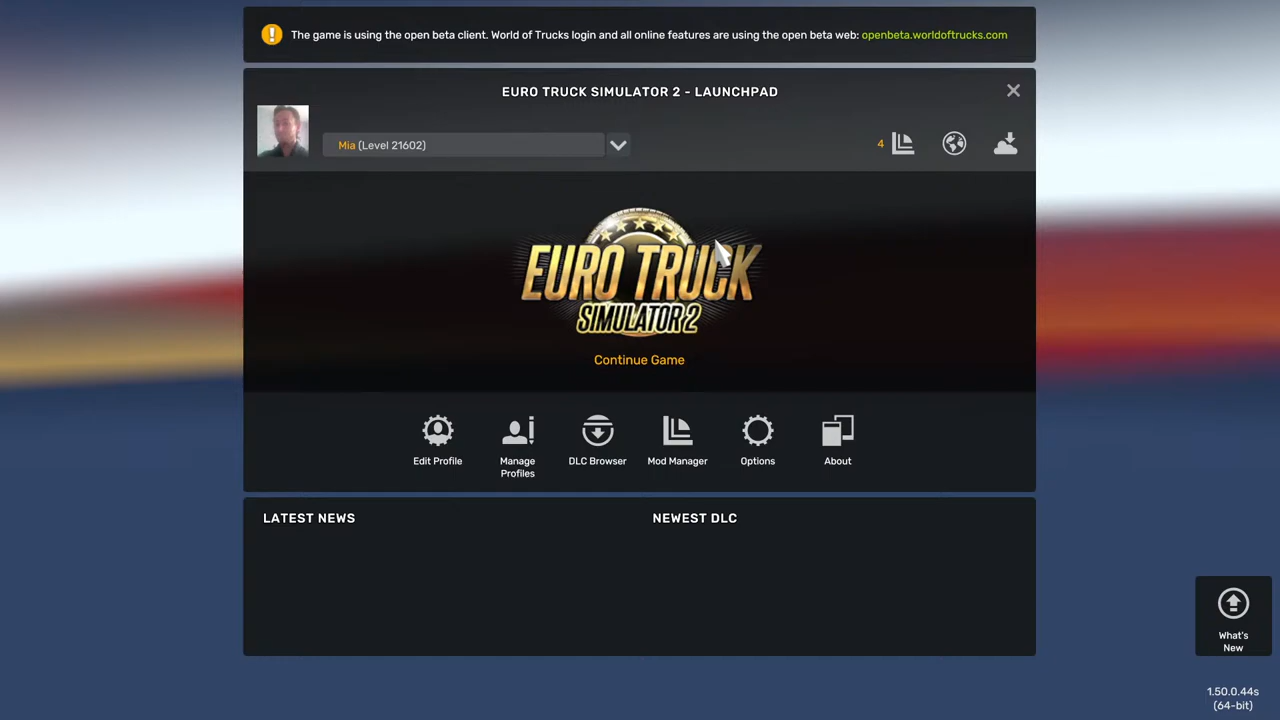 The game is using the open beta client. World of Trucks login and all online features are using the open beta web: openbeta.worldoftrucks.com
EURO TRUCK SIMULATOR 2 - LAUNCHPAD
Mia (Level 21602)
4
EURO TRUCK
SIMULATOR 2
Continue Game
Edit Profile
Manage
Profiles
DLC Browser
Mod Manager
Options
About
LATEST NEWS
NEWEST DLC
What's
New
1.50.0.44s
(64-bit)